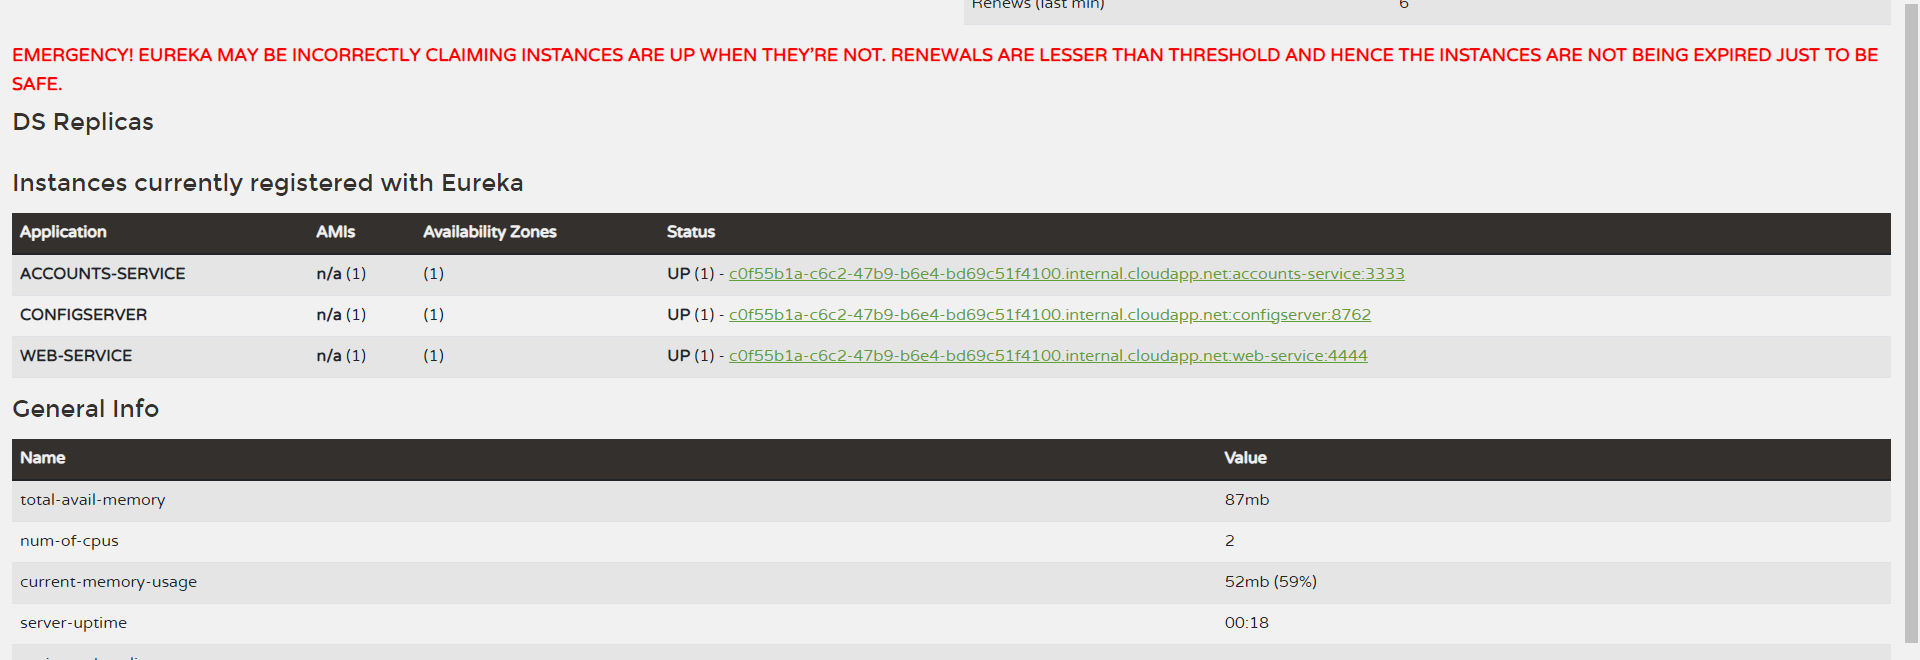 Renews (last min) 6
EMERGENCY! EUREKA MAY BE INCORRECTLY CLAIMING INSTANCES ARE UP WHEN THEY'RE NOT. RENEWALS ARE LESSER THAN THRESHOLD AND HENCE THE INSTANCES ARE NOT BEING EXPIRED JUST TO BE
SAFE.
DS Replicas
Instances currently registered with Eureka
Application AMIs Availability Zones Status
ACCOUNTS-SERVICE n/a (1) (1) UP (1) - c0f55b1a-c6c2-47b9-b6e4-bd69c51f4100.internal.cloudapp.net:accounts-service:3333
CONFIGSERVER n/a (1) (1) UP (1) - c0f55b1a-c6c2-47b9-b6e4-bd69c51f4100.internal.cloudapp.net:configserver:8762
WEB-SERVICE n/a (1) (1) UP (1) - c0f55b1a-c6c2-47b9-b6e4-bd69c51f4100.internal.cloudapp.net:web-service:4444
General Info
Name Value
total-avail-memory 87mb
num-of-cpus 2
current-memory-usage 52mb (59%)
server-uptime 00:18